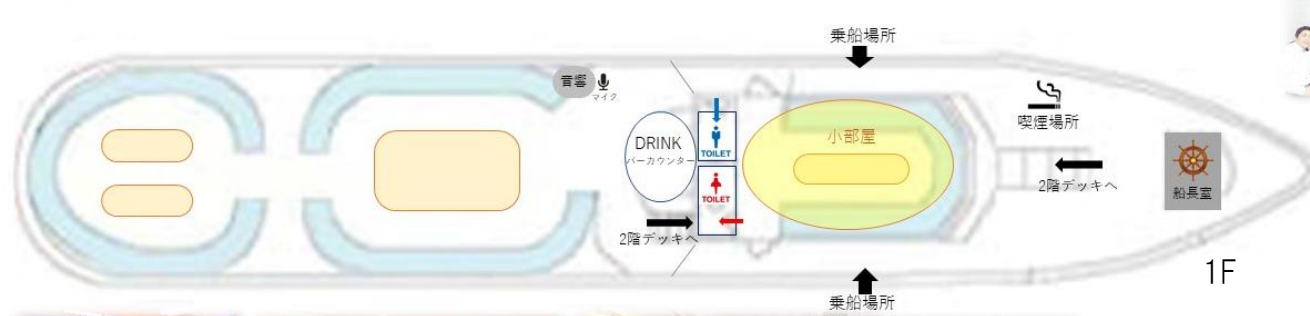 乗船場所
音響
マイク
喫煙場所
小部屋
DRINK
バーカウンター
TOILET
TOILET
2階デッキへ
船長室
2階デッキへ
1F
乗船場所